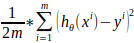 1/2m * ∑_{i=1}^{m} (h_θ(x^i) - y^i)^2